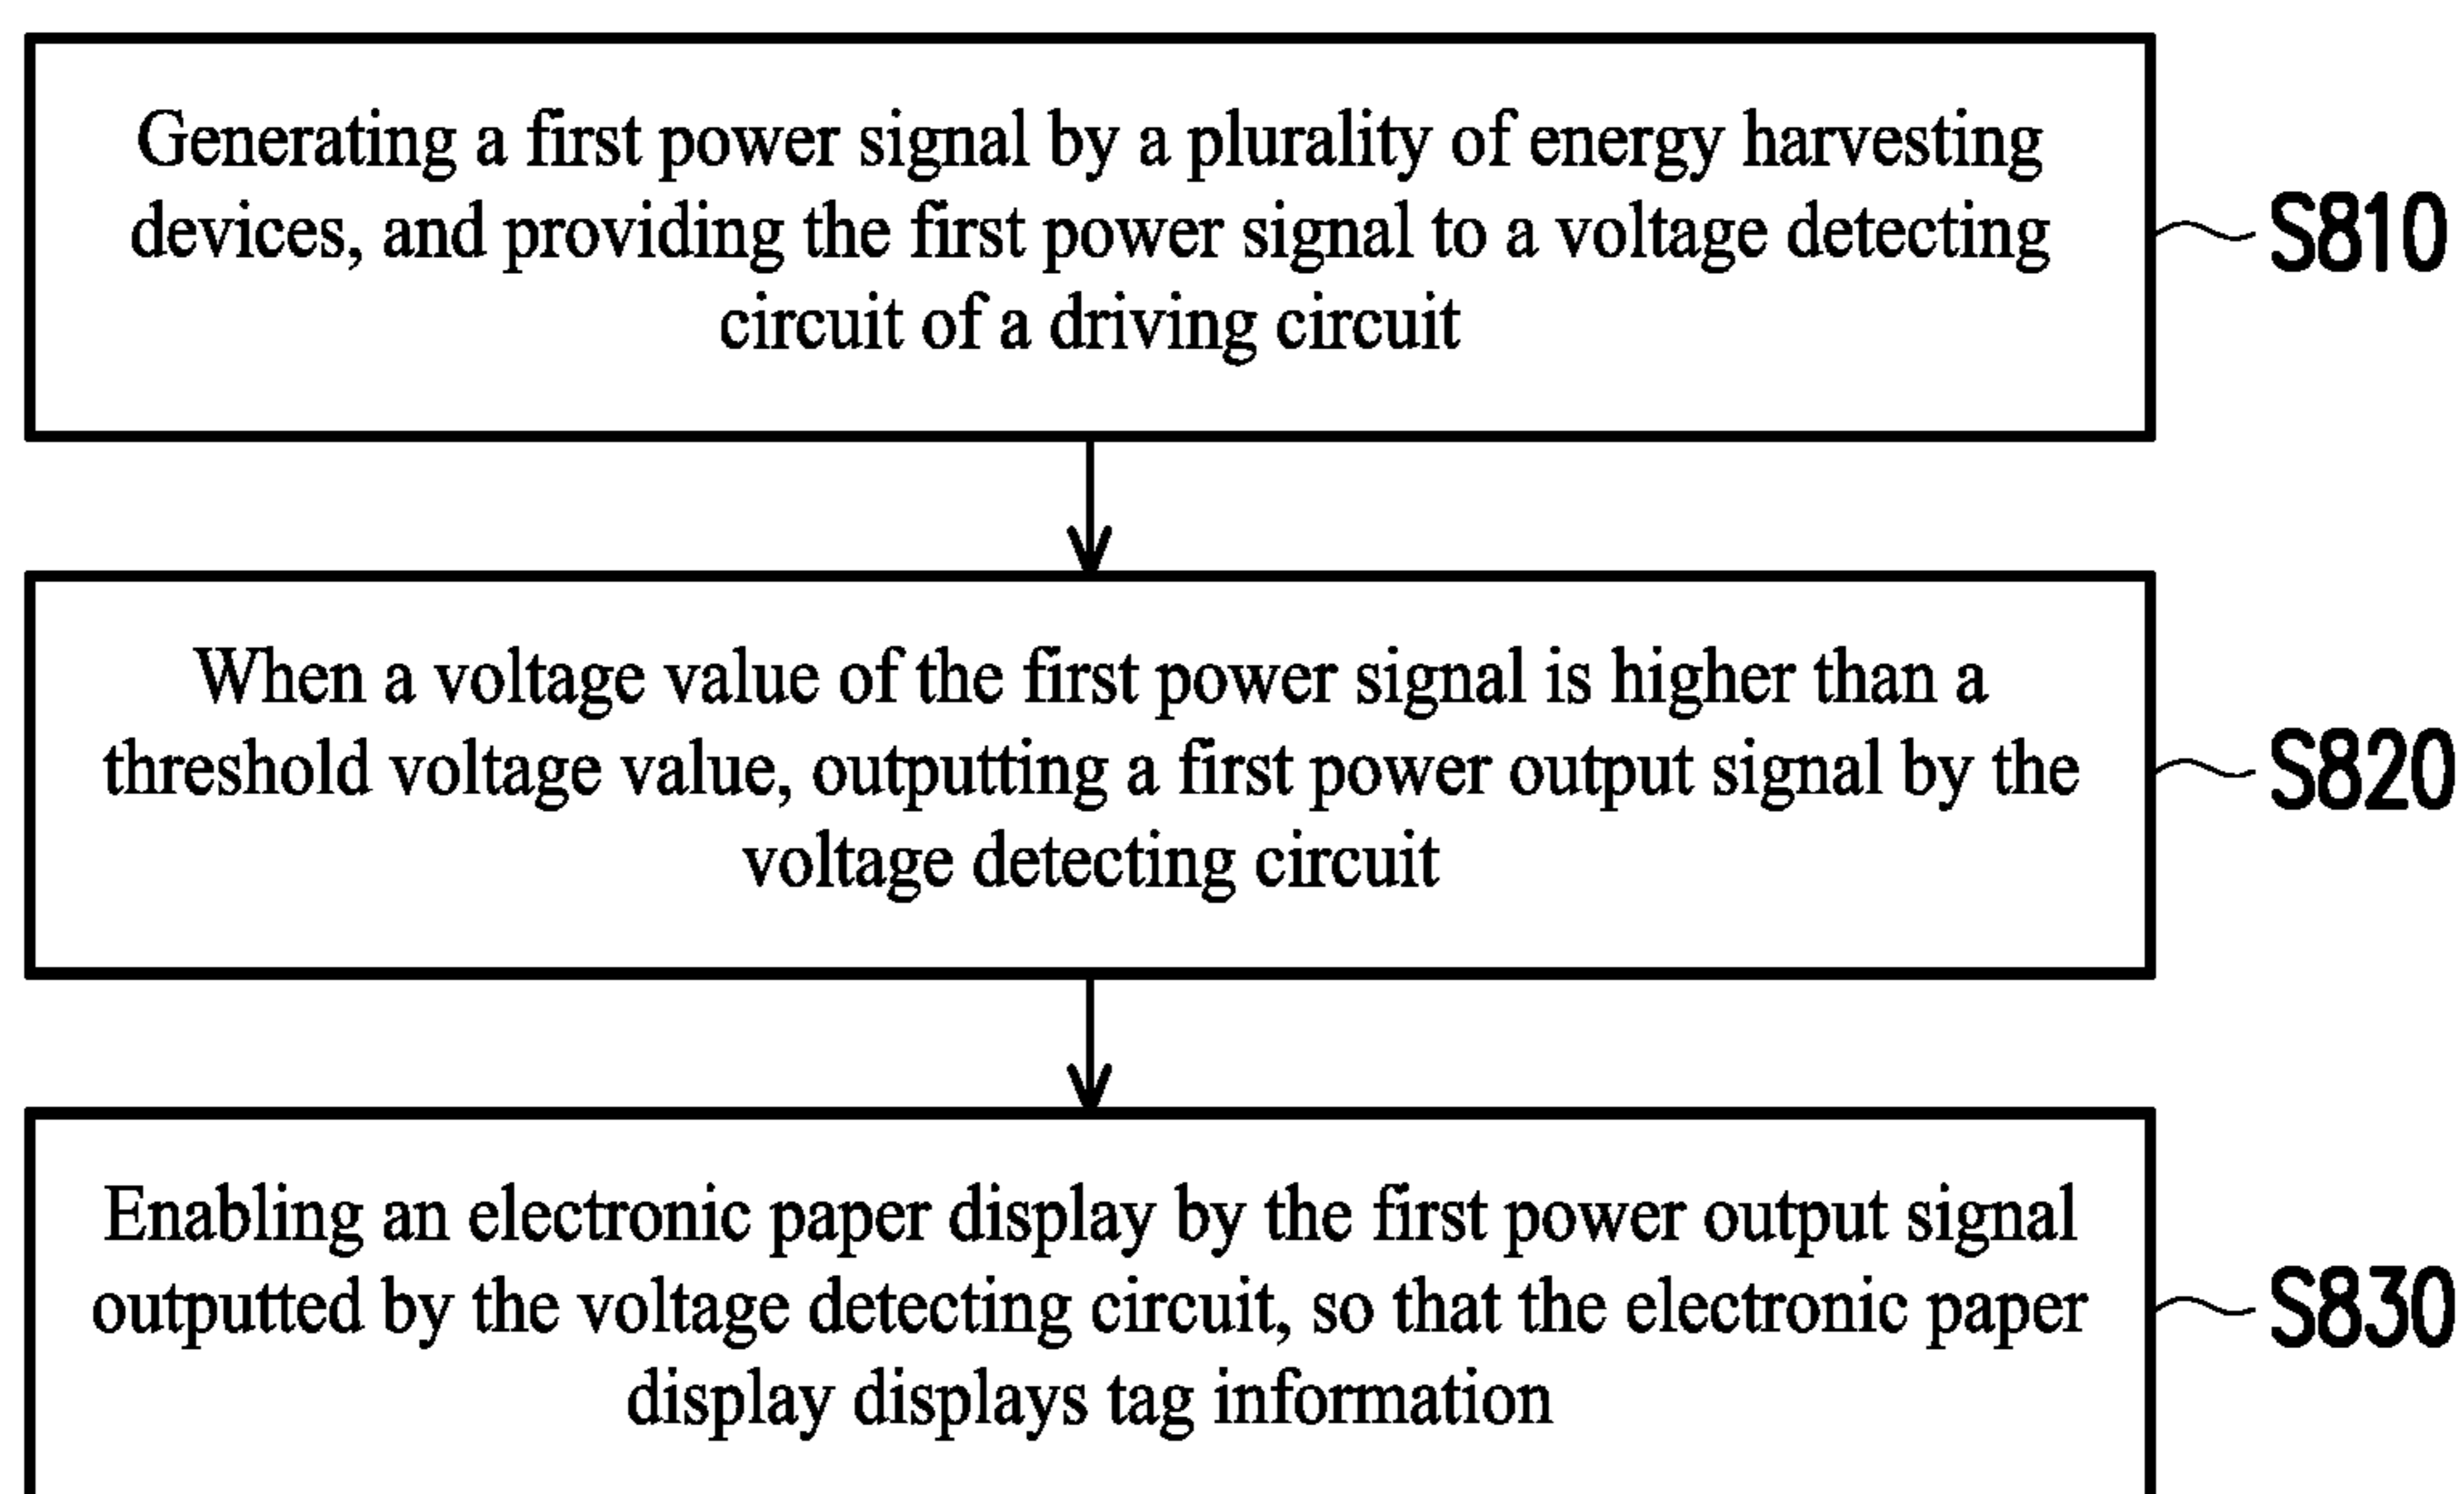 Generating a first power signal by a plurality of energy harvesting
devices, and providing the first power signal to a voltage detecting
circuit of a driving circuit
S810
When a voltage value of the first power signal is higher than a
threshold voltage value, outputting a first power output signal by the
voltage detecting circuit
S820
Enabling an electronic paper display by the first power output signal
outputted by the voltage detecting circuit, so that the electronic paper
display displays tag information
S830